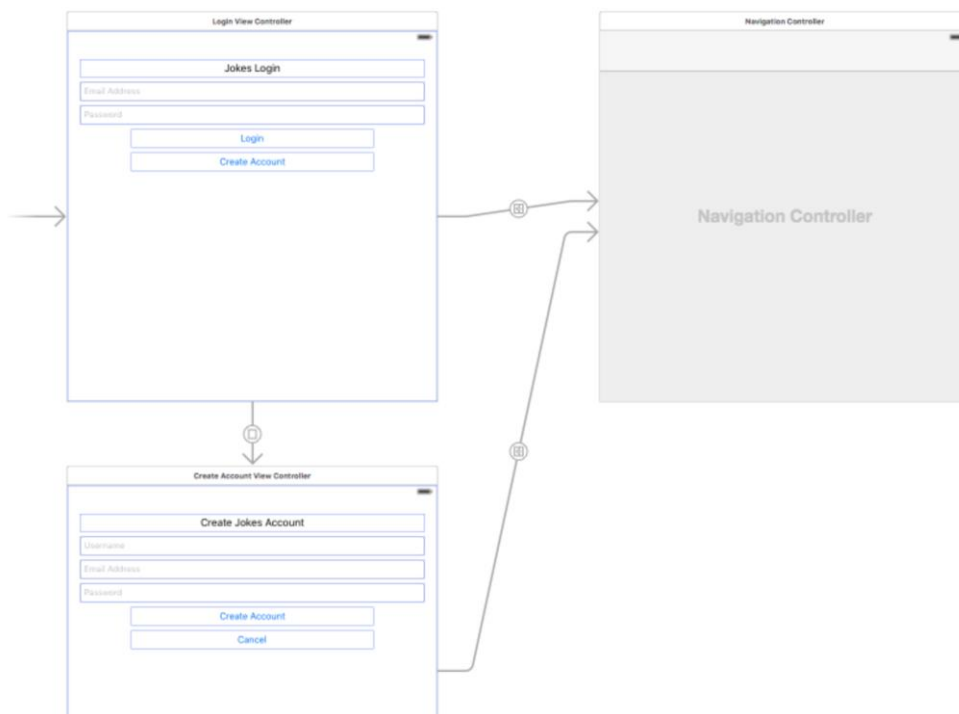 Login View Controller
Jokes Login
Email Address
Password
Login
Create Account
Navigation Controller
Navigation Controller
Create Account View Controller
Create Jokes Account
Username
Email Address
Password
Create Account
Cancel